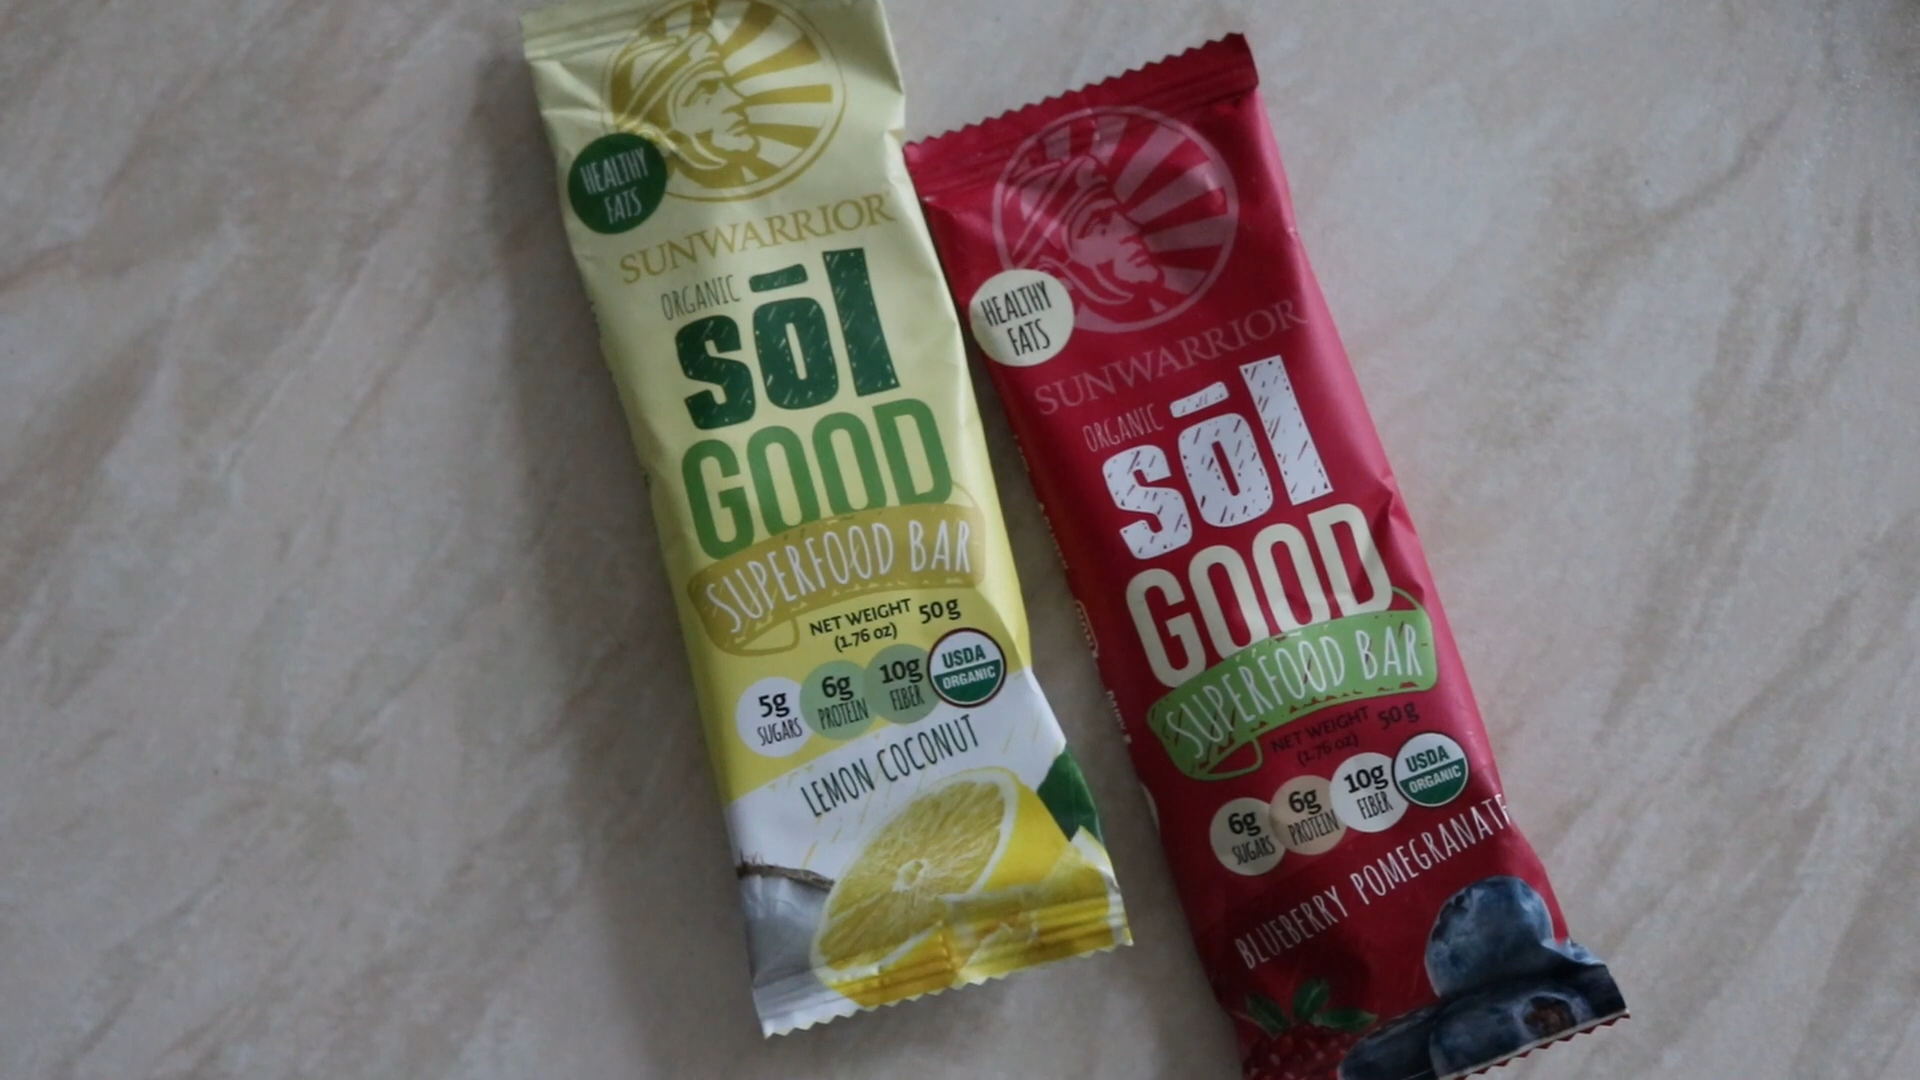 HEALTHY
EATS
SUNWARRIOR
ORGANIC
sōl
GOOD
SUPERFOOD BAR
NET WEIGHT 50g
(1.76 oz)
5g
SUGARS
6g
PROTEIN
10g
FIBER
USDA
ORGANIC
LEMON COCONUT
HEALTHY
EATS
SUNWARRIOR
ORGANIC
sōl
GOOD
SUPERFOOD BAR
NET WEIGHT 50g
(1.76 oz)
6g
SUGARS
6g
PROTEIN
10g
FIBER
USDA
ORGANIC
BLUEBERRY POMEGRANATE